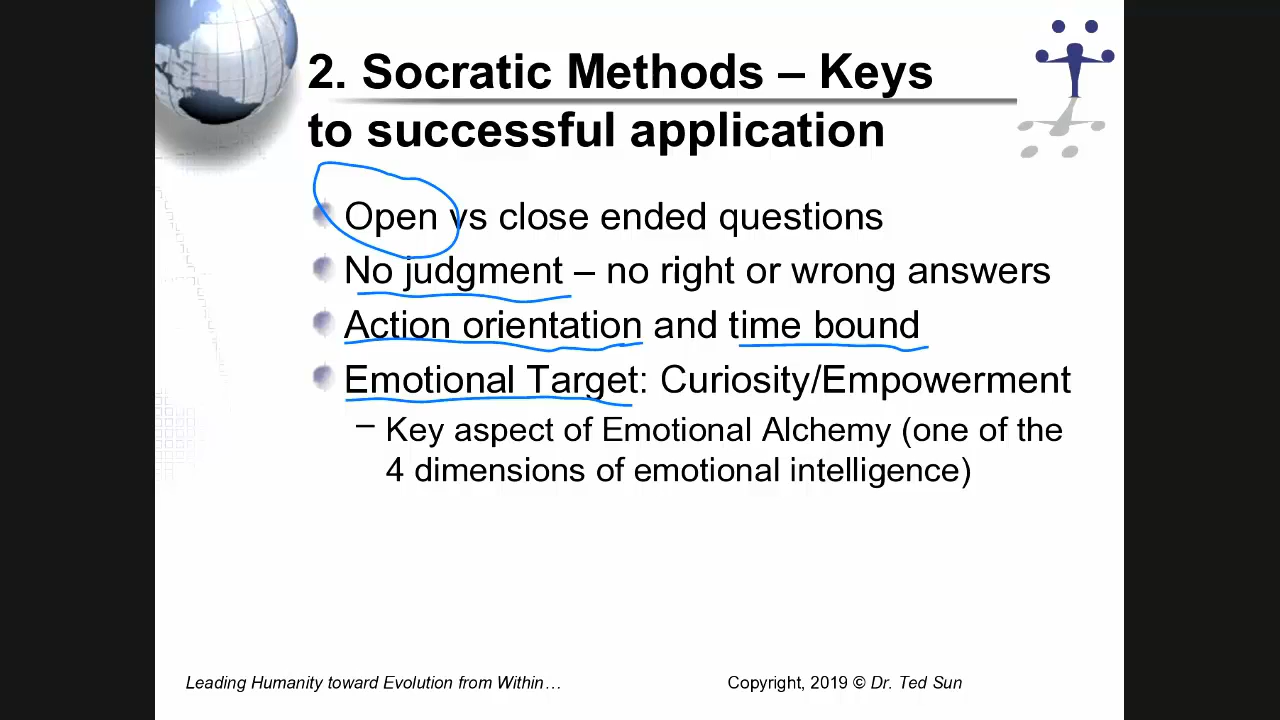 2. Socratic Methods – Keys
to successful application
Open vs close ended questions
No judgment – no right or wrong answers
Action orientation and time bound
Emotional Target: Curiosity/Empowerment
– Key aspect of Emotional Alchemy (one of the
4 dimensions of emotional intelligence)
Leading Humanity toward Evolution from Within…
Copyright, 2019 © Dr. Ted Sun